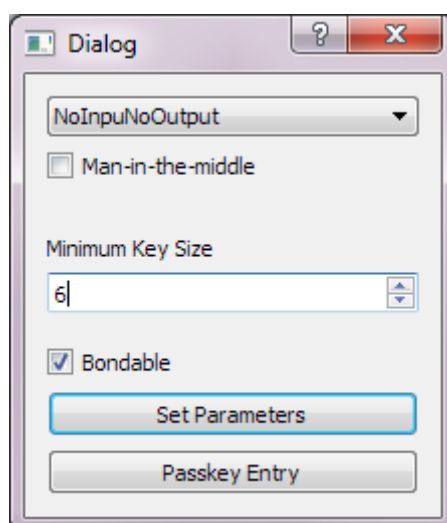 Dialog
NoInpuNoOutput
Man-in-the-middle
Minimum Key Size
6
Bondable
Set Parameters
Passkey Entry